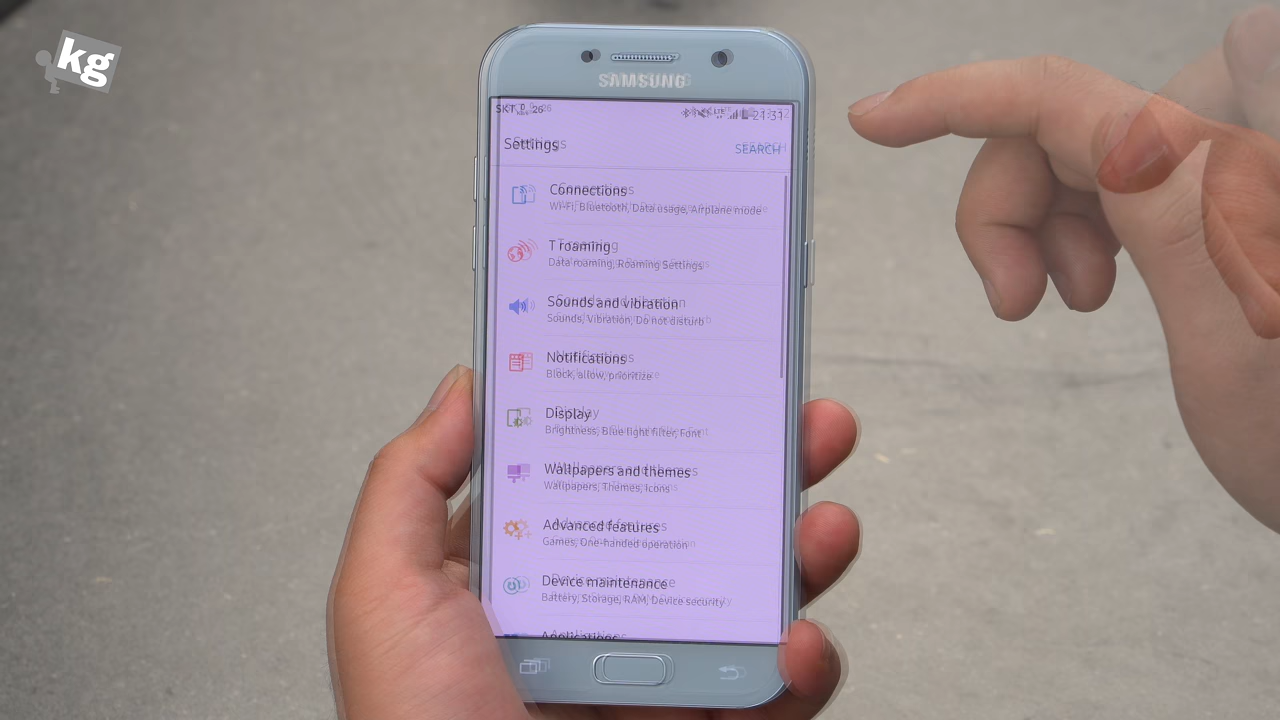 kg
SAMSUNG
SKT
21:31
Settings
SEARCH
Connections
Wi-Fi, Bluetooth, Data usage, Airplane mode
T roaming
Data roaming, Roaming Settings
Sounds and vibration
Sounds, Vibration, Do not disturb
Notifications
Block, allow, prioritize
Display
Brightness, Blue light filter, Font
Wallpapers and themes
Wallpapers, Themes, Icons
Advanced features
Games, One-handed operation
Device maintenance
Battery, Storage, RAM, Device security
Applications